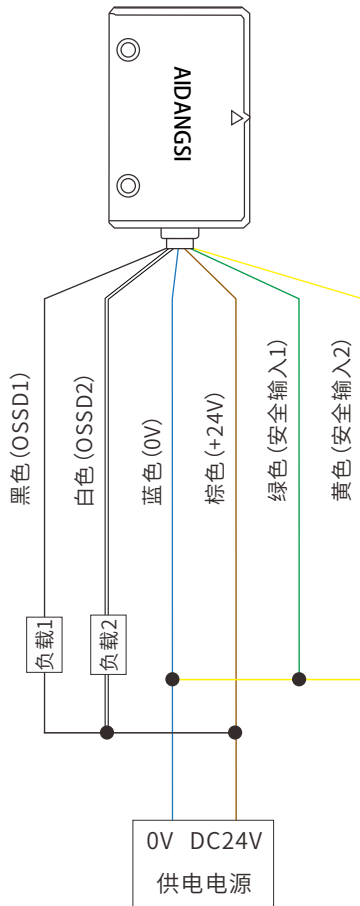 AIDANGSI
黑色(OSSD1)
白色(OSSD2)
蓝色(0V)
棕色(+24V)
绿色(安全输入1)
黄色(安全输入2)
负载1
负载2
0V DC24V
供电电源